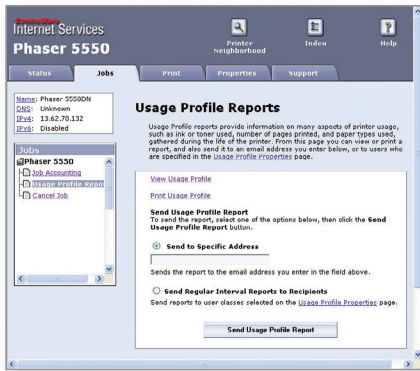 CentreWare
Internet Services
Phaser 5550
Printer
Neighborhood
Index
Help
Status
Jobs
Print
Properties
Support
Name: Phaser 5550DN
DNS: Unknown
IPv4: 13.62.70.132
IPv6: Disabled
Jobs
Phaser 5550
Job Accounting
Usage Profile Repo
Cancel Job
Usage Profile Reports
Usage Profile reports provide information on many aspects of printer usage,
such as ink or toner used, number of pages printed, and paper types used,
gathered during the life of the printer. From this page you can view or print a
report, and also send it to an email address you enter below, or to users who
are specified in the Usage Profile Properties page.
View Usage Profile
Print Usage Profile
Send Usage Profile Report
To send the report, select one of the options below, then click the Send
Usage Profile Report button.
Send to Specific Address
Sends the report to the email address you enter in the field above.
Send Regular Interval Reports to Recipients
Send reports to user classes selected on the Usage Profile Properties page.
Send Usage Profile Report